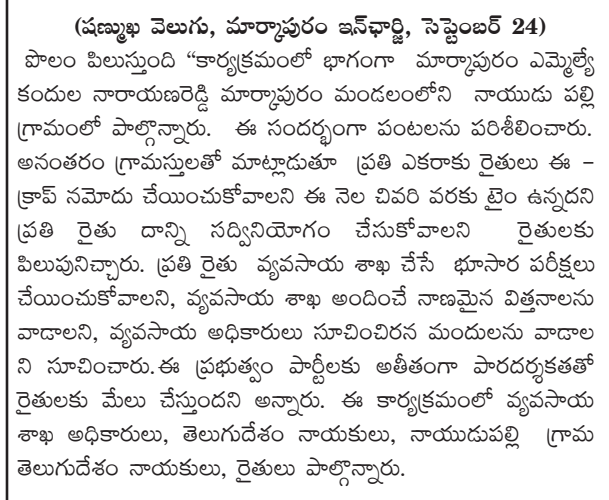 (షణ్ముఖ వెలుగు, మార్కాపురం ఇన్‌ఛార్జి, సెప్టెంబర్ 24)
పొలం పిలుస్తుంది “కార్యక్రమంలో భాగంగా మార్కాపురం ఎమ్మెల్యే
కందుల నారాయణరెడ్డి మార్కాపురం మండలంలోని నాయుడు పల్లి
గ్రామంలో పాల్గొన్నారు. ఈ సందర్భంగా పంటలను పరిశీలించారు.
అనంతరం గ్రామస్తులతో మాట్లాడుతూ ప్రతి ఎకరాకు రైతులు ఈ –
క్రాప్ నమోదు చేయించుకోవాలని ఈ నెల చివరి వరకు టైం ఉన్నదని
ప్రతి రైతు దాన్ని సద్వినియోగం చేసుకోవాలని రైతులకు
పిలుపునిచ్చారు. ప్రతి రైతు వ్యవసాయ శాఖ చేసే భూసార పరీక్షలు
చేయించుకోవాలని, వ్యవసాయ శాఖ అందించే నాణమైన విత్తనాలను
వాడాలని, వ్యవసాయ అధికారులు సూచించిరన మందులను వాడాల
ని సూచించారు.ఈ ప్రభుత్వం పార్టీలకు అతీతంగా పారదర్శకతతో
రైతులకు మేలు చేస్తుందని అన్నారు. ఈ కార్యక్రమంలో వ్యవసాయ
శాఖ అధికారులు, తెలుగుదేశం నాయకులు, నాయుడుపల్లి గ్రామ
తెలుగుదేశం నాయకులు, రైతులు పాల్గొన్నారు.